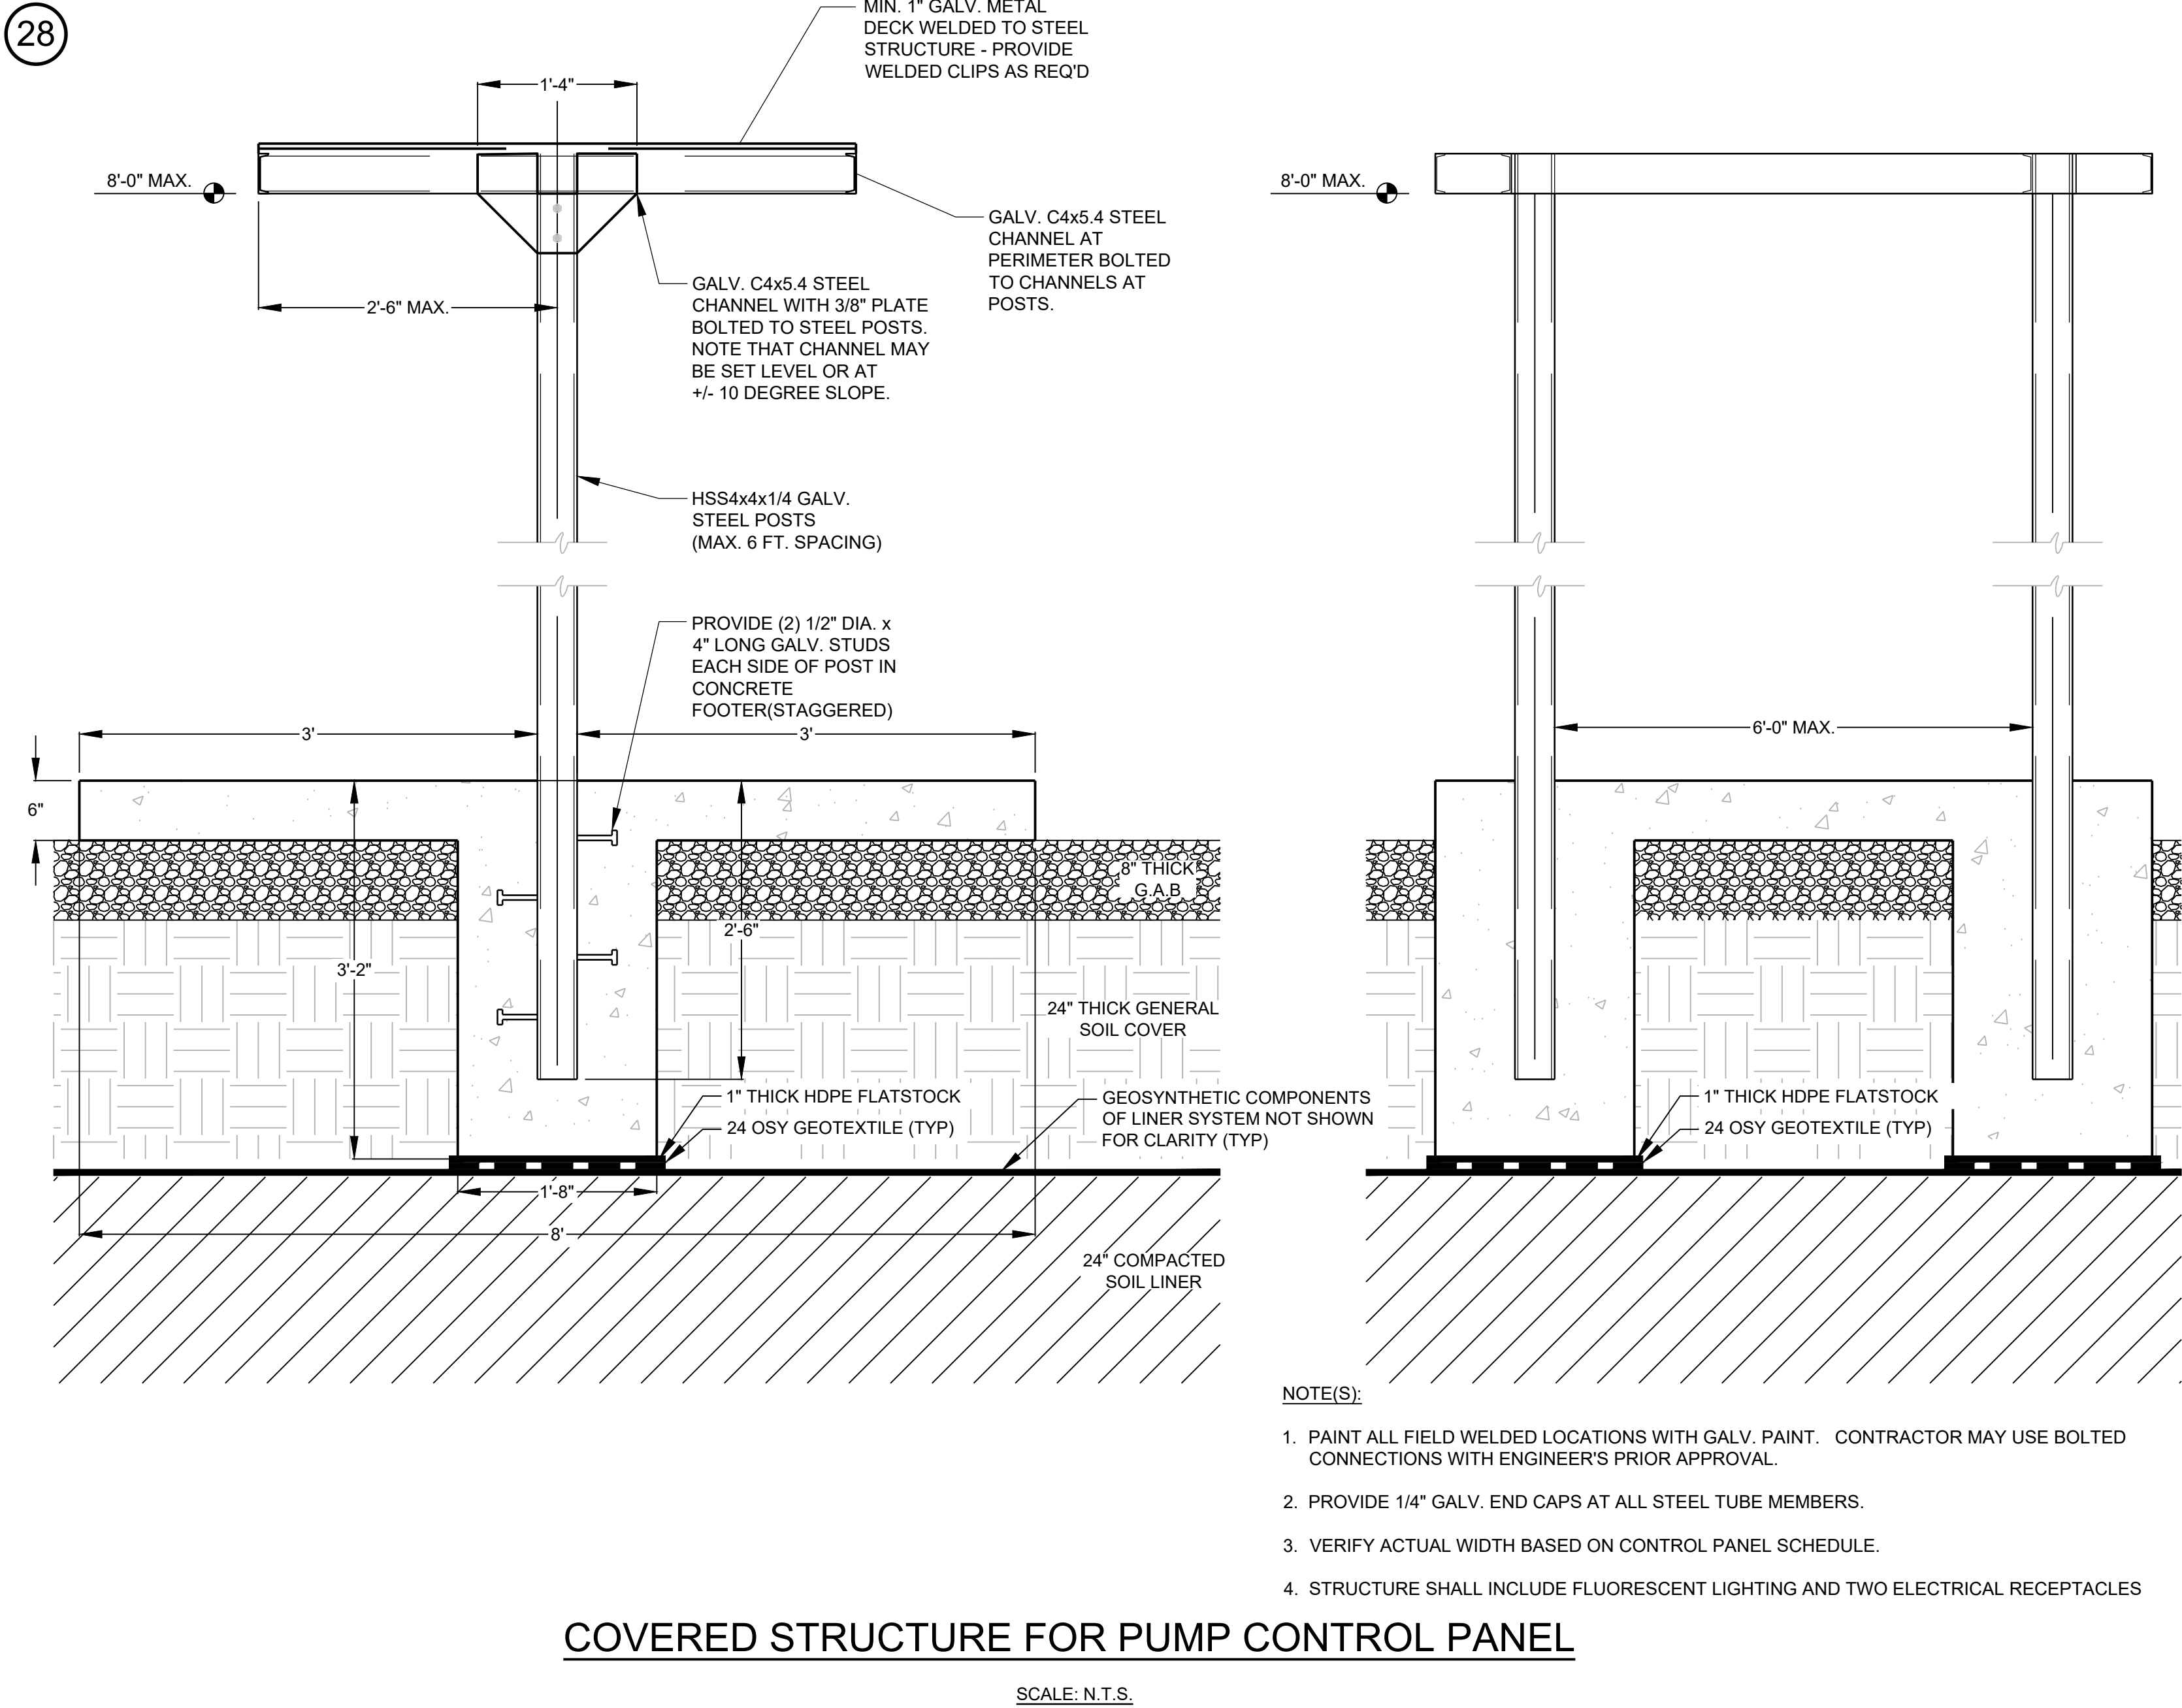 28
MIN. 1" GALV. METAL
DECK WELDED TO STEEL
STRUCTURE - PROVIDE
WELDED CLIPS AS REQ'D
1'-4"
8'-0" MAX.
8'-0" MAX.
GALV. C4x5.4 STEEL
CHANNEL AT
PERIMETER BOLTED
TO CHANNELS AT
POSTS.
2'-6" MAX.
GALV. C4x5.4 STEEL
CHANNEL WITH 3/8" PLATE
BOLTED TO STEEL POSTS.
NOTE THAT CHANNEL MAY
BE SET LEVEL OR AT
+/- 10 DEGREE SLOPE.
HSS4x4x1/4 GALV.
STEEL POSTS
(MAX. 6 FT. SPACING)
PROVIDE (2) 1/2" DIA. x
4" LONG GALV. STUDS
EACH SIDE OF POST IN
CONCRETE
FOOTER(STAGGERED)
3'
3'
6'-0" MAX.
6"
8" THICK
G.A.B
2'-6"
3'-2"
24" THICK GENERAL
SOIL COVER
1" THICK HDPE FLATSTOCK
24 OSY GEOTEXTILE (TYP)
GEOSYNTHETIC COMPONENTS
OF LINER SYSTEM NOT SHOWN
FOR CLARITY (TYP)
1" THICK HDPE FLATSTOCK
24 OSY GEOTEXTILE (TYP)
1'-8"
8'
24" COMPACTED
SOIL LINER
NOTE(S):
1. PAINT ALL FIELD WELDED LOCATIONS WITH GALV. PAINT. CONTRACTOR MAY USE BOLTED
CONNECTIONS WITH ENGINEER'S PRIOR APPROVAL.
2. PROVIDE 1/4" GALV. END CAPS AT ALL STEEL TUBE MEMBERS.
3. VERIFY ACTUAL WIDTH BASED ON CONTROL PANEL SCHEDULE.
4. STRUCTURE SHALL INCLUDE FLUORESCENT LIGHTING AND TWO ELECTRICAL RECEPTACLES
COVERED STRUCTURE FOR PUMP CONTROL PANEL
SCALE: N.T.S.